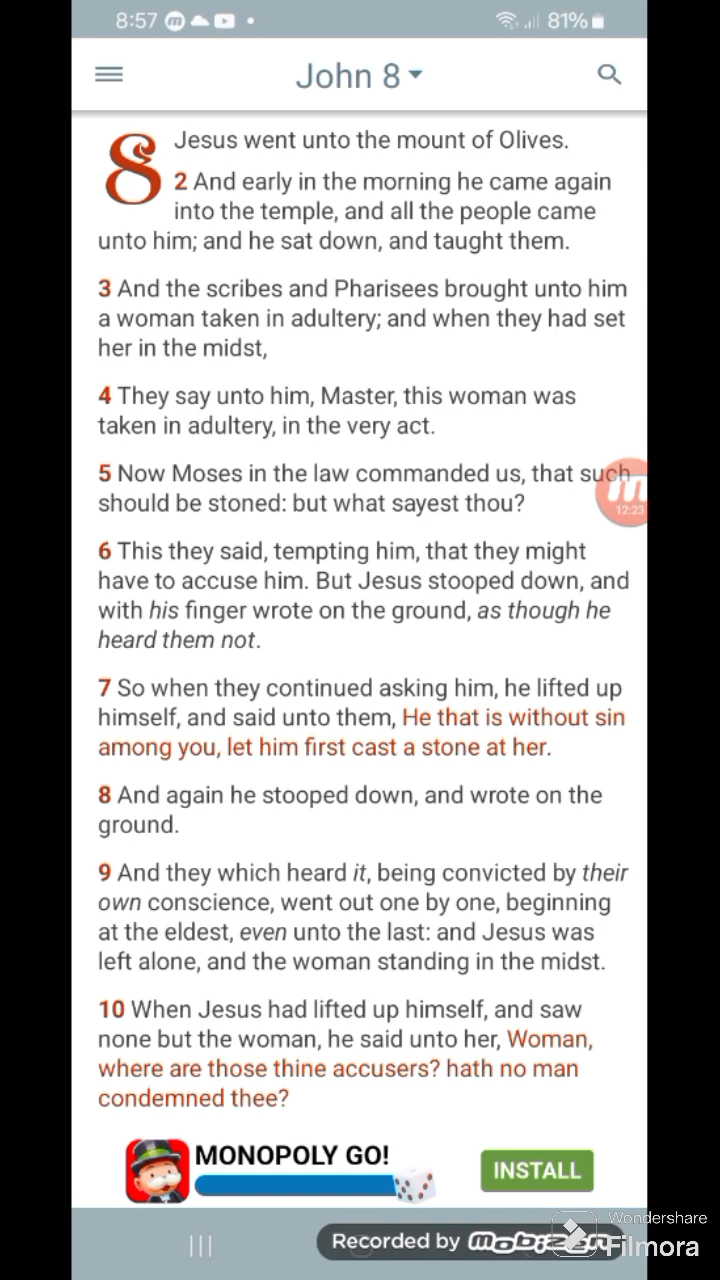 8:57 81%
John 8
8 Jesus went unto the mount of Olives.
2 And early in the morning he came again
into the temple, and all the people came
unto him; and he sat down, and taught them.
3 And the scribes and Pharisees brought unto him
a woman taken in adultery; and when they had set
her in the midst,
4 They say unto him, Master, this woman was
taken in adultery, in the very act.
5 Now Moses in the law commanded us, that such
should be stoned: but what sayest thou?
m
12:23
6 This they said, tempting him, that they might
have to accuse him. But Jesus stooped down, and
with his finger wrote on the ground, as though he
heard them not.
7 So when they continued asking him, he lifted up
himself, and said unto them, He that is without sin
among you, let him first cast a stone at her.
8 And again he stooped down, and wrote on the
ground.
9 And they which heard it, being convicted by their
own conscience, went out one by one, beginning
at the eldest, even unto the last: and Jesus was
left alone, and the woman standing in the midst.
10 When Jesus had lifted up himself, and saw
none but the woman, he said unto her, Woman,
where are those thine accusers? hath no man
condemned thee?
MONOPOLY GO!
INSTALL
Recorded by mobizen
Wondershare
Filmora